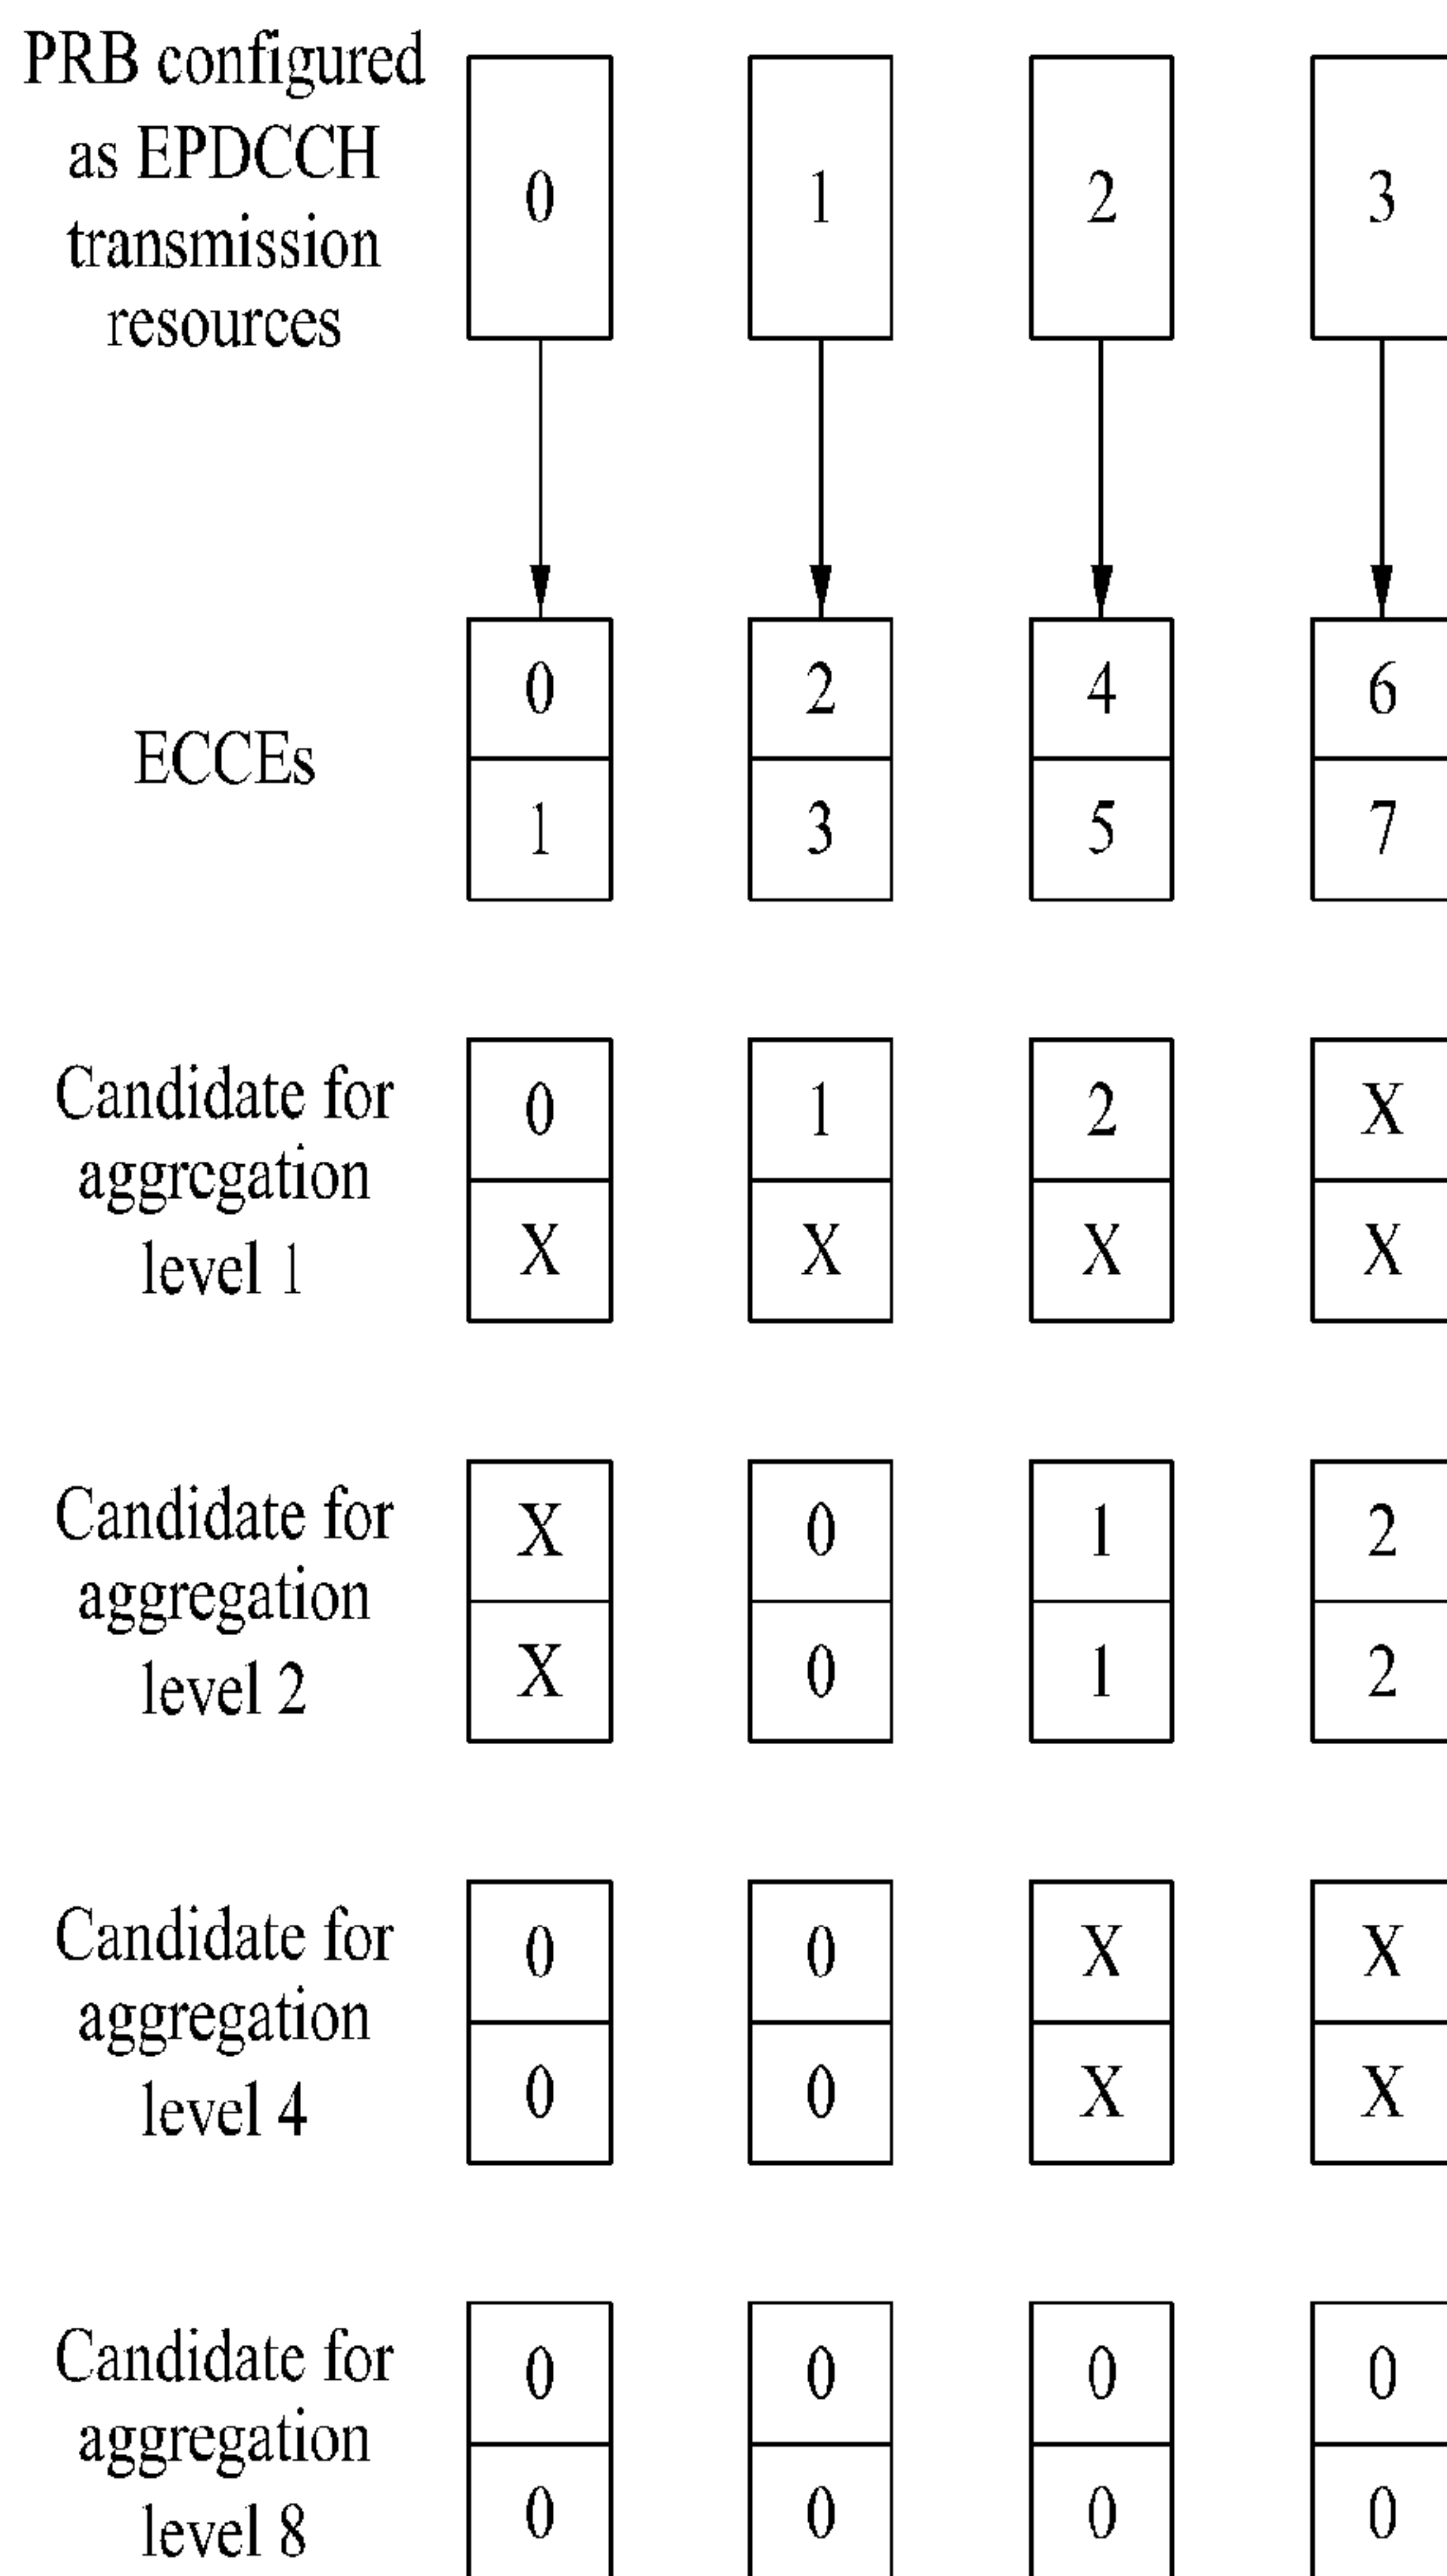 PRB configured
as EPDCCH
transmission
resources
0 1 2 3
0 2 4 6
ECCEs
1 3 5 7
Candidate for
aggregation
level 1
0 1 2 X
X X X X
Candidate for
aggregation
level 2
X 0 1 2
X 0 1 2
Candidate for
aggregation
level 4
0 0 X X
0 0 X X
Candidate for
aggregation
level 8
0 0 0 0
0 0 0 0